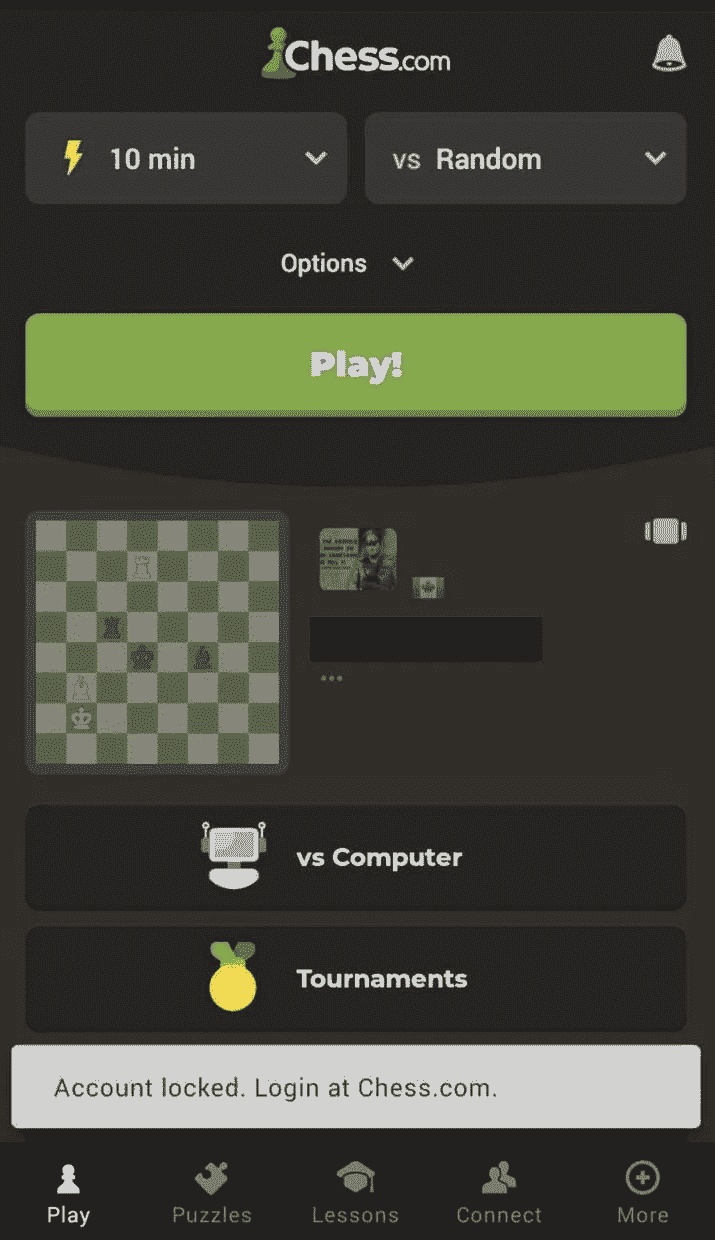 Chess.com
10 min
vs Random
Options
Play!
...
vs Computer
Tournaments
Account locked. Login at Chess.com.
Play
Puzzles
Lessons
Connect
More